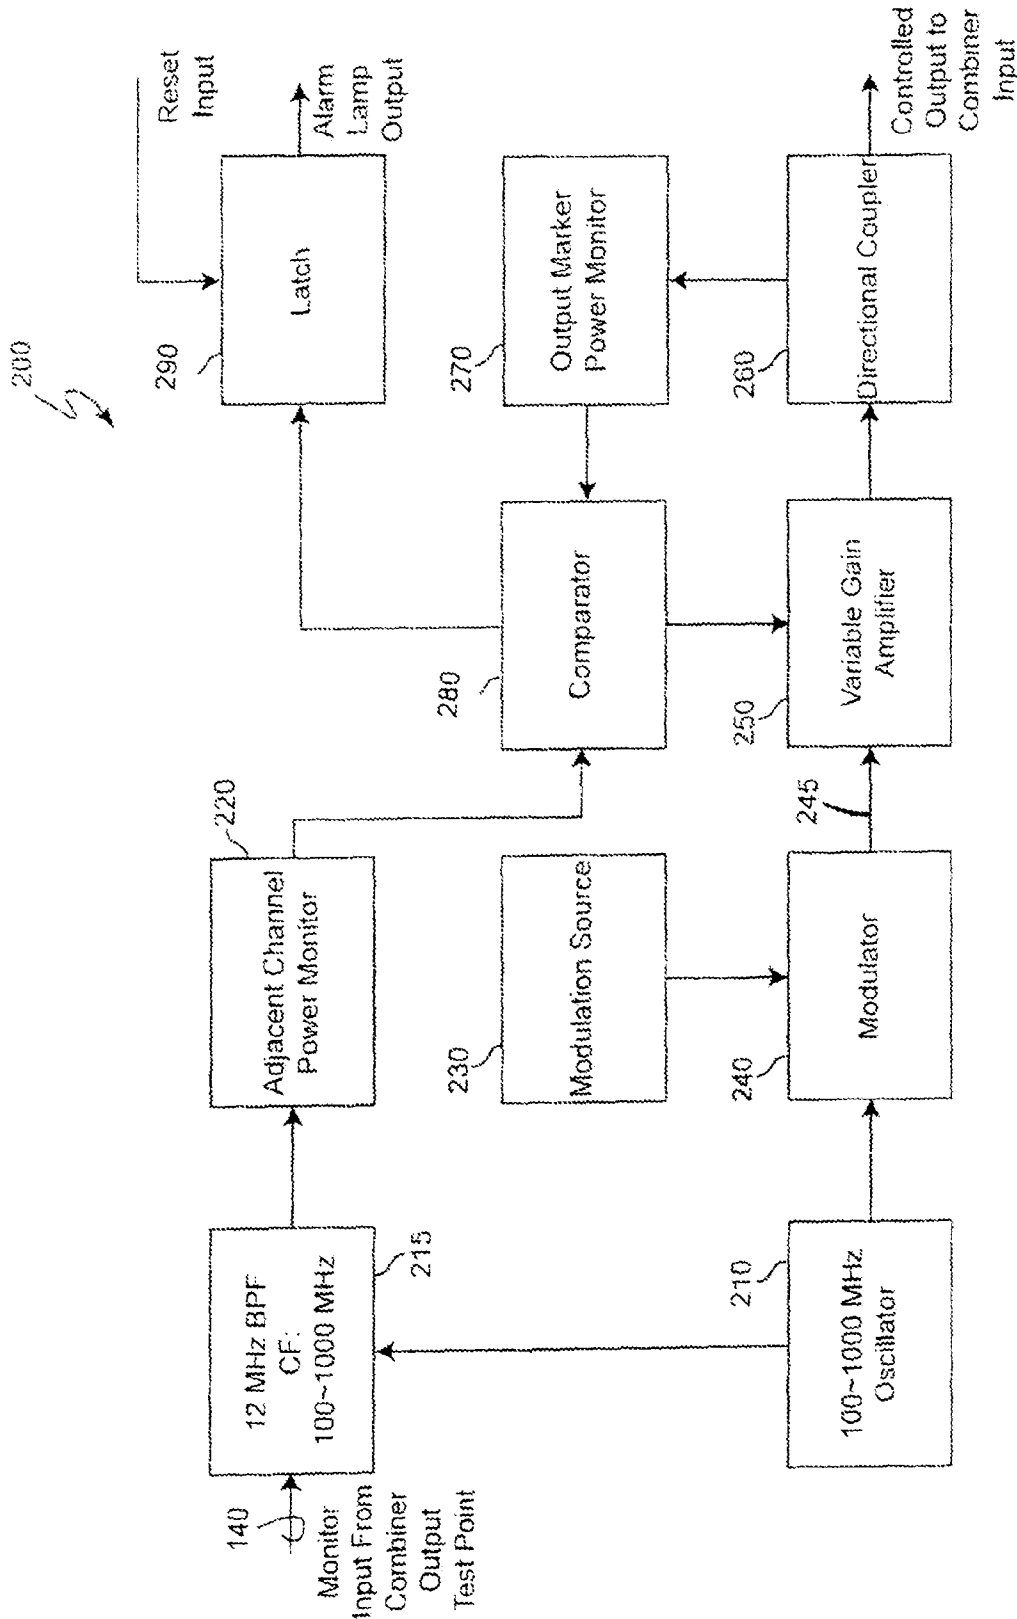 200
Reset
Input
290
Latch
Alarm
Lamp
Output
220
Adjacent Channel
Power Monitor
140
Monitor
Input From
Combiner
Output
Test Point
12 MHz BPF
CF:
100~1000 MHz
215
280
Comparator
270
Output Marker
Power Monitor
230
Modulation Source
210
100~1000 MHz
Oscillator
240
Modulator
245
250
Variable Gain
Amplifier
260
Directional Coupler
Controlled
Output to
Combiner
Input